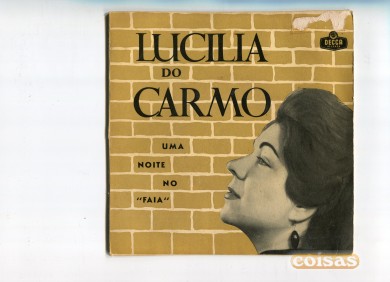 LUCILIA
DO
CARMO
DECCA
UMA
NOITE
NO
"FAIA"
coisas